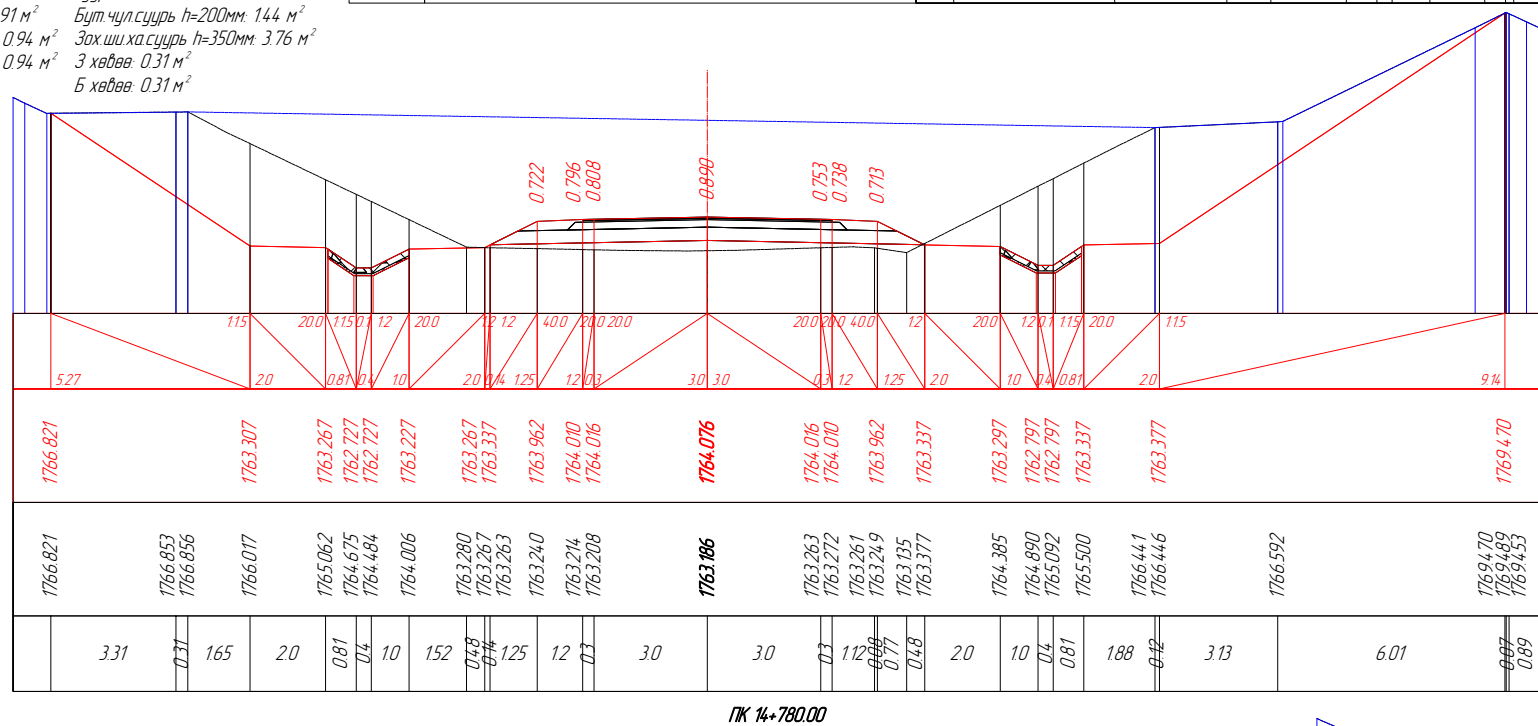 91 м² Бут.чул.суурь h=200мм: 1.44 м²
0.94 м² Зох.ши.ха.суурь h=350мм: 3.76 м²
0.94 м² З хөвөө: 0.31 м²
Б хөвөө: 0.31 м²
0.722 0.796 0.808 0.890 0.753 0.738 0.713
1:1.5 20.0 1:1.5 0.1 1:2 20.0 1:2 1:2 40.0 20.0 20.0 20.0 20.0 40.0 1:2 20.0 1:2 0.1 1:1.5 20.0 1:1.5
5.27 2.0 0.81 0.4 1.0 2.0 0.14 1.25 1.2 0.3 3.0 3.0 0.3 1.2 1.25 2.0 1.0 0.4 0.81 2.0 9.14
1766.821 1763.307 1763.267 1762.727 1762.727 1763.227 1763.267 1763.337 1763.962 1764.010 1764.016 1764.076 1764.016 1764.010 1763.962 1763.337 1763.297 1762.797 1762.797 1763.337 1763.377 1769.470
1766.821 1766.853 1766.856 1766.017 1765.062 1764.675 1764.484 1764.006 1763.280 1763.267 1763.263 1763.240 1763.214 1763.208 1763.186 1763.263 1763.272 1763.261 1763.249 1763.135 1763.377 1764.385 1764.890 1765.092 1765.500 1766.441 1766.446 1766.592 1769.470 1769.489 1769.453
3.31 0.31 1.65 2.0 0.81 0.4 1.0 1.52 0.48 0.14 1.25 1.2 0.3 3.0 3.0 0.3 1.12 0.08 0.77 0.48 2.0 1.0 0.4 0.81 1.88 0.12 3.13 6.01 0.07 0.89
ПК 14+780.00